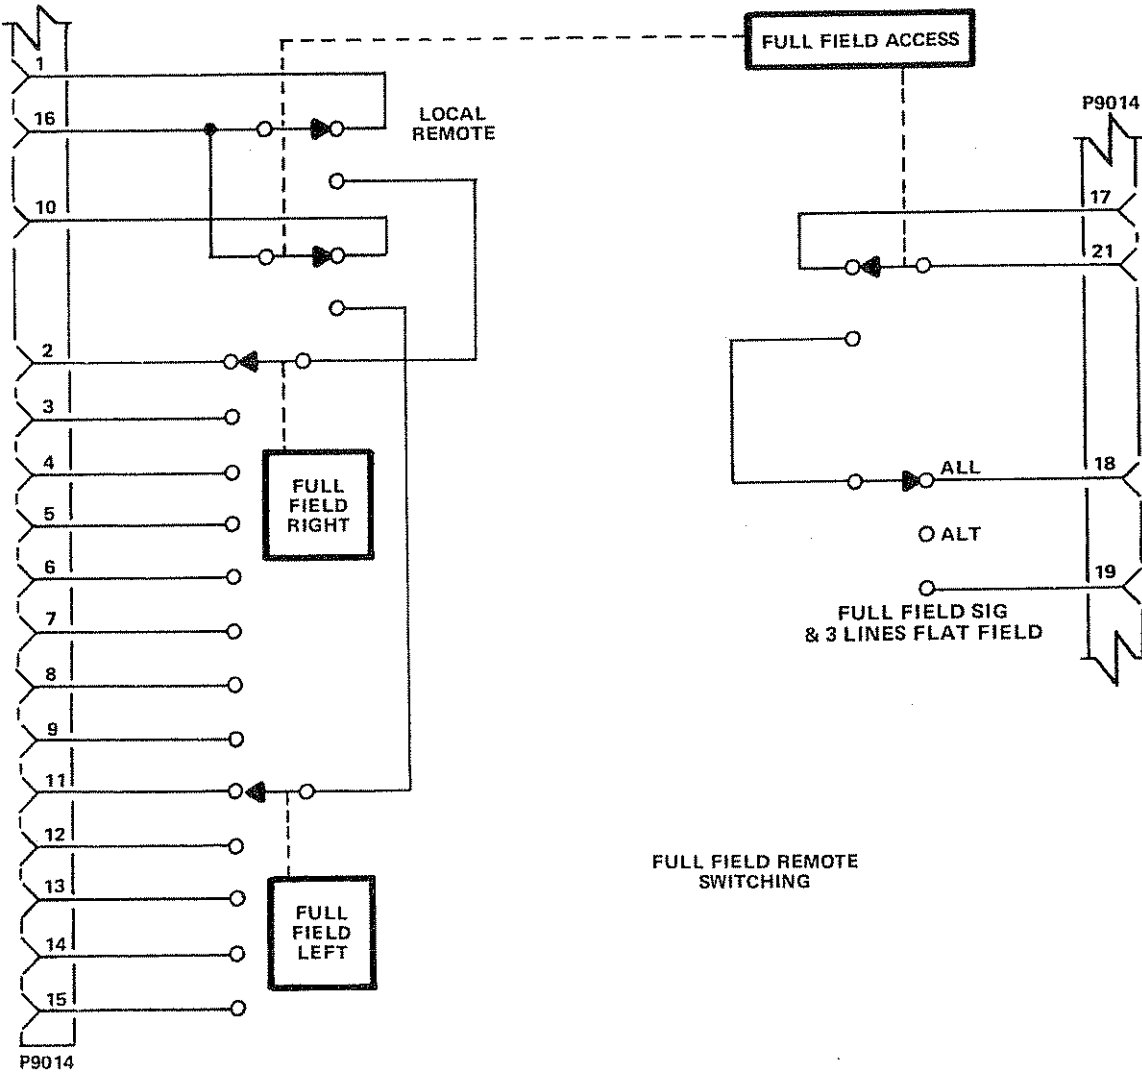 FULL FIELD ACCESS
P9014
1
LOCAL
REMOTE
16
10
17
21
2
3
4
5
6
7
8
9
11
12
13
14
15
FULL
FIELD
RIGHT
ALL
18
ALT
19
FULL FIELD SIG
& 3 LINES FLAT FIELD
FULL FIELD REMOTE
SWITCHING
FULL
FIELD
LEFT
P9014